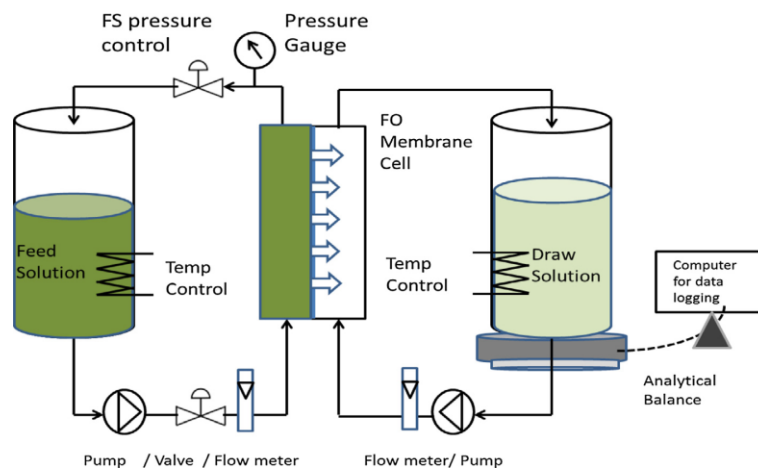 FS pressure
control
Pressure
Gauge
FO
Membrane
Cell
Feed
Solution
Temp
Control
Temp
Control
Draw
Solution
Computer
for data
logging
Analytical
Balance
Pump / Valve / Flow meter
Flow meter/ Pump